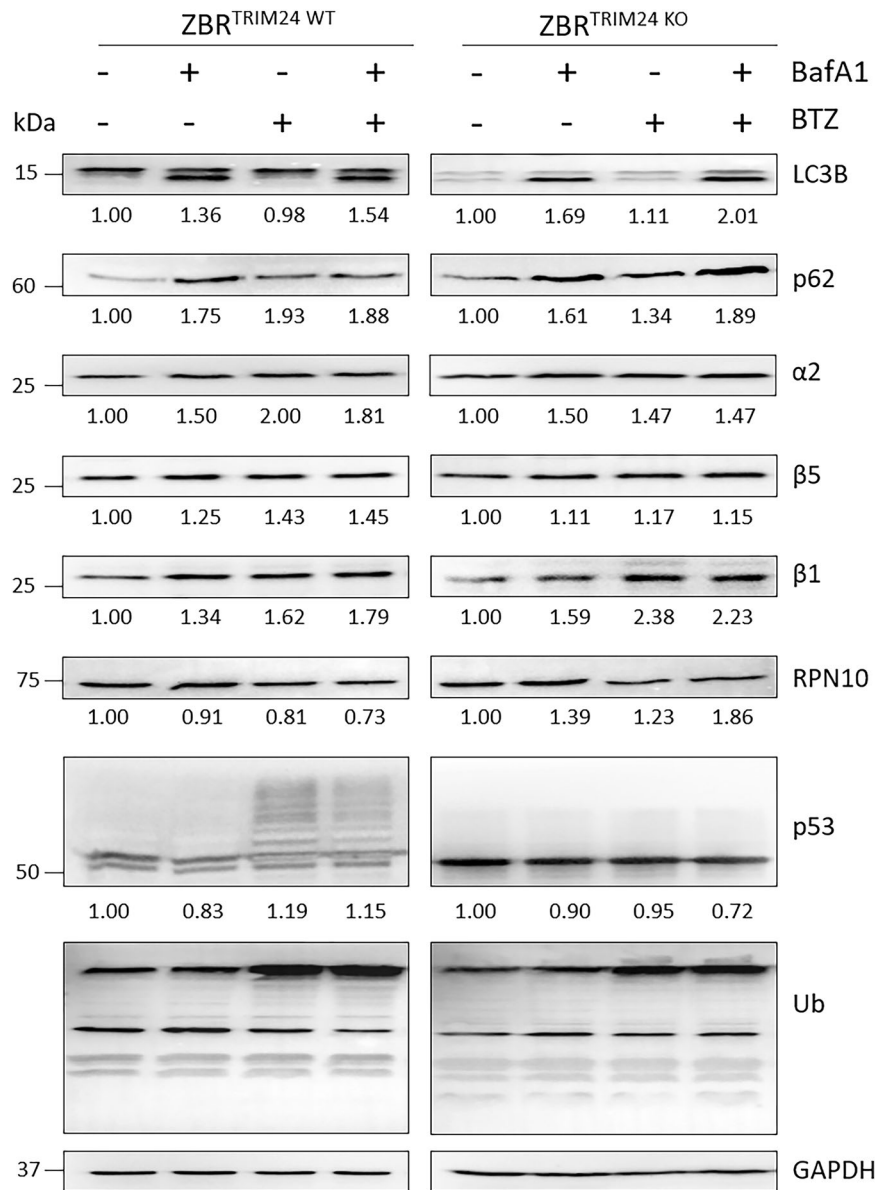 ZBR^TRIM24 WT ZBR^TRIM24 KO
- + - + - + - + BafA1
kDa - - + + - - + + BTZ
15 LC3B
1.00 1.36 0.98 1.54 1.00 1.69 1.11 2.01
60 p62
1.00 1.75 1.93 1.88 1.00 1.61 1.34 1.89
25 α2
1.00 1.50 2.00 1.81 1.00 1.50 1.47 1.47
25 β5
1.00 1.25 1.43 1.45 1.00 1.11 1.17 1.15
25 β1
1.00 1.34 1.62 1.79 1.00 1.59 2.38 2.23
75 RPN10
1.00 0.91 0.81 0.73 1.00 1.39 1.23 1.86
50 p53
1.00 0.83 1.19 1.15 1.00 0.90 0.95 0.72
Ub
37 GAPDH